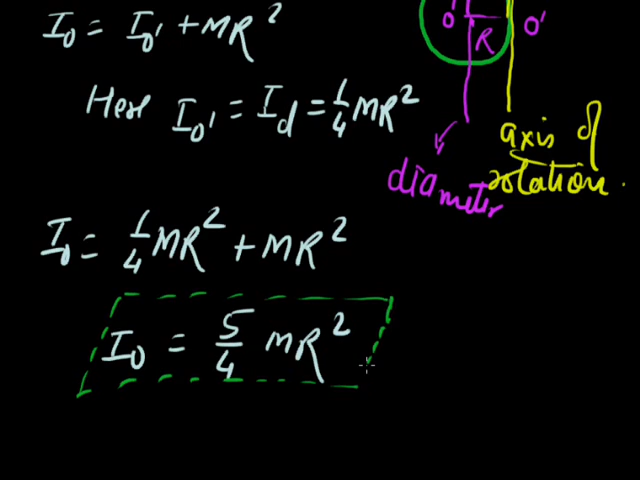 I₀ = I₀' + MR²
O' R O'
Here I₀' = I_d = 1/4 MR²
axis of
rotation.
diameter
I₀ = 1/4 MR² + MR²
I₀ = 5/4 MR²